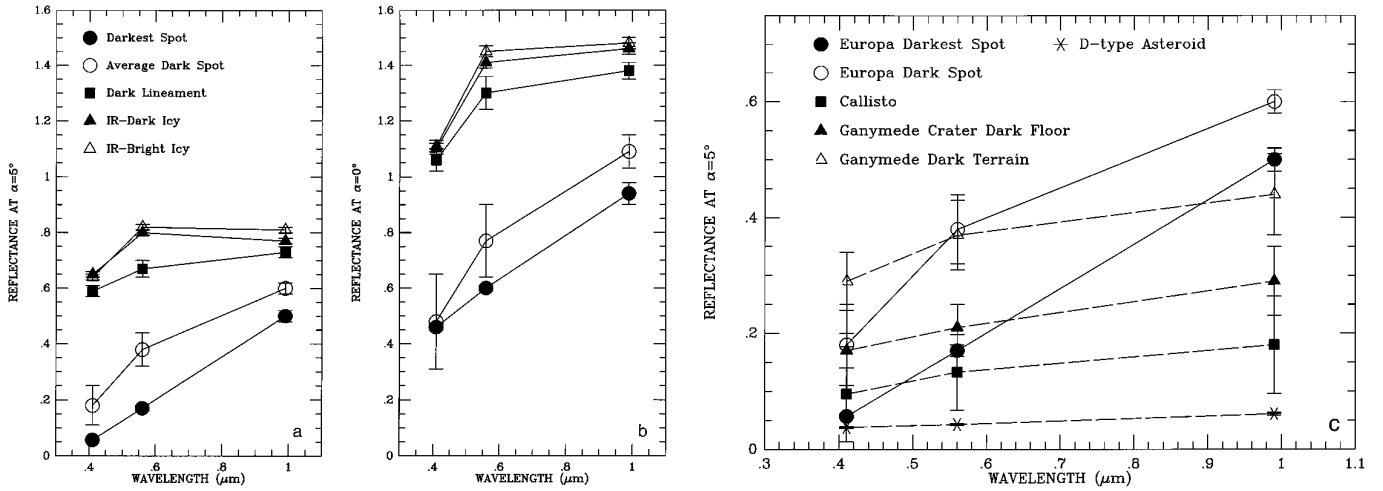 1.6
1.4
1.2
1
.8
.6
.4
.2
0
REFLECTANCE AT α=5°
Darkest Spot
Average Dark Spot
Dark Lineament
IR-Dark Icy
IR-Bright Icy
a
.4 .6 .8 1
WAVELENGTH (μm)
1.6
1.4
1.2
1
.8
.6
.4
.2
0
REFLECTANCE AT α=0°
b
.4 .6 .8 1
WAVELENGTH (μm)
.6
.4
.2
0
REFLECTANCE AT α=5°
Europa Darkest Spot
D-type Asteroid
Europa Dark Spot
Callisto
Ganymede Crater Dark Floor
Ganymede Dark Terrain
c
.3 .4 .5 .6 .7 .8 .9 1 1.1
WAVELENGTH (μm)